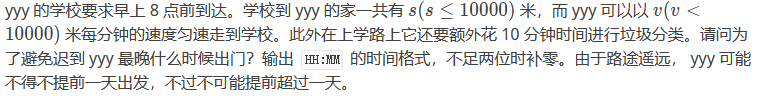 yyy 的学校要求早上 8 点前到达。学校到 yyy 的家一共有 s(s ≤ 10000) 米，而 yyy 可以以 v(v <
10000) 米每分钟的速度匀速走到学校。此外在上学路上它还要额外花 10 分钟时间进行垃圾分类。请问为
了避免迟到 yyy 最晚什么时候出门？输出 HH:MM 的时间格式，不足两位时补零。由于路途遥远， yyy 可能
不得不提前一天出发，不过不可能提前超过一天。